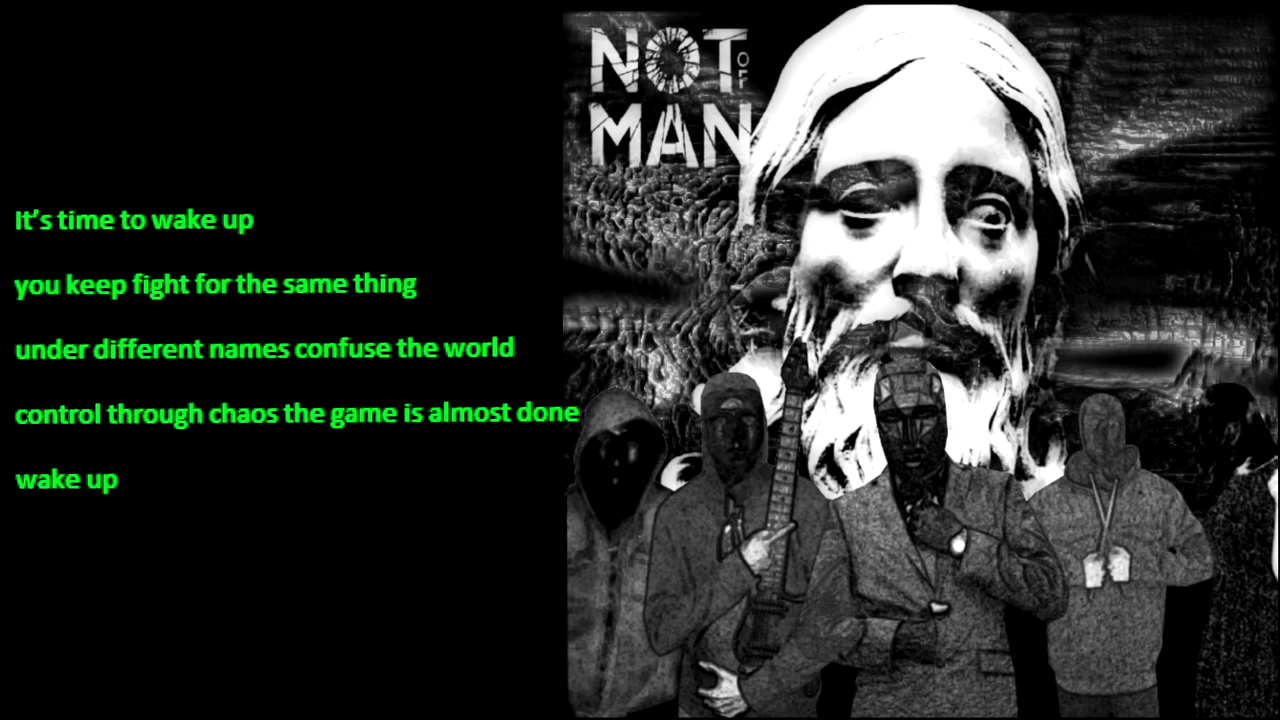 NOT
OF
MAN
It's time to wake up
you keep fight for the same thing
under different names confuse the world
control through chaos the game is almost done
wake up